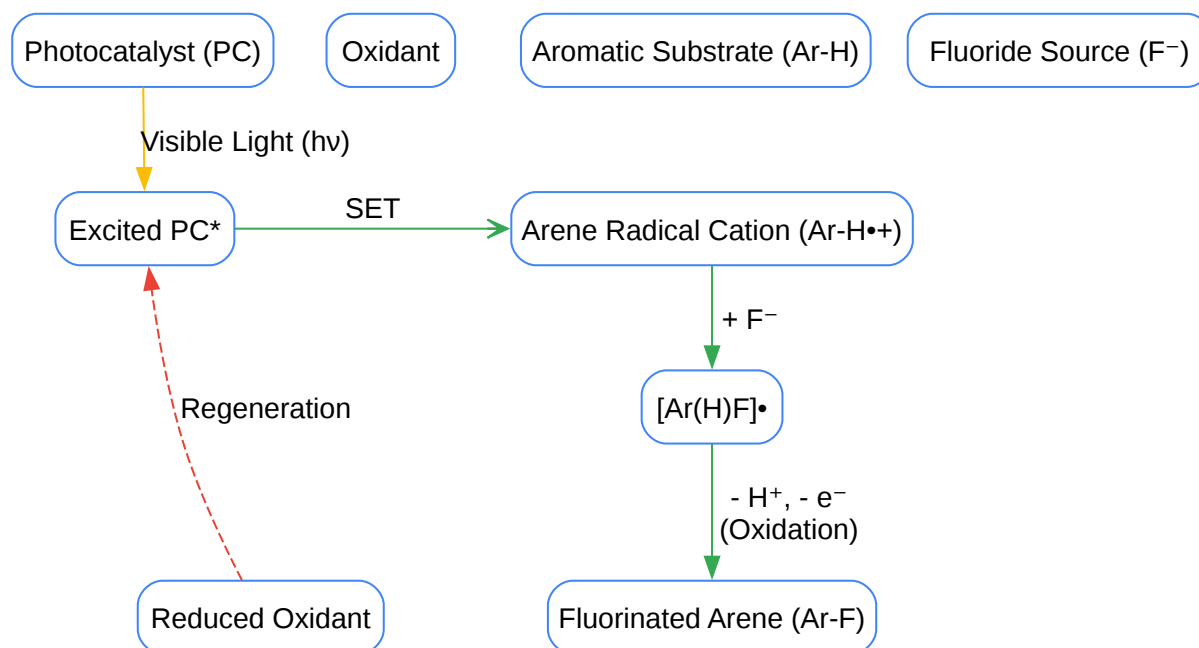 Photocatalyst (PC)
Oxidant
Aromatic Substrate (Ar-H)
Fluoride Source (F⁻)
Visible Light (hν)
Excited PC*
SET
Arene Radical Cation (Ar-H•+)
+ F⁻
[Ar(H)F]•
Regeneration
- H⁺, - e⁻
(Oxidation)
Reduced Oxidant
Fluorinated Arene (Ar-F)